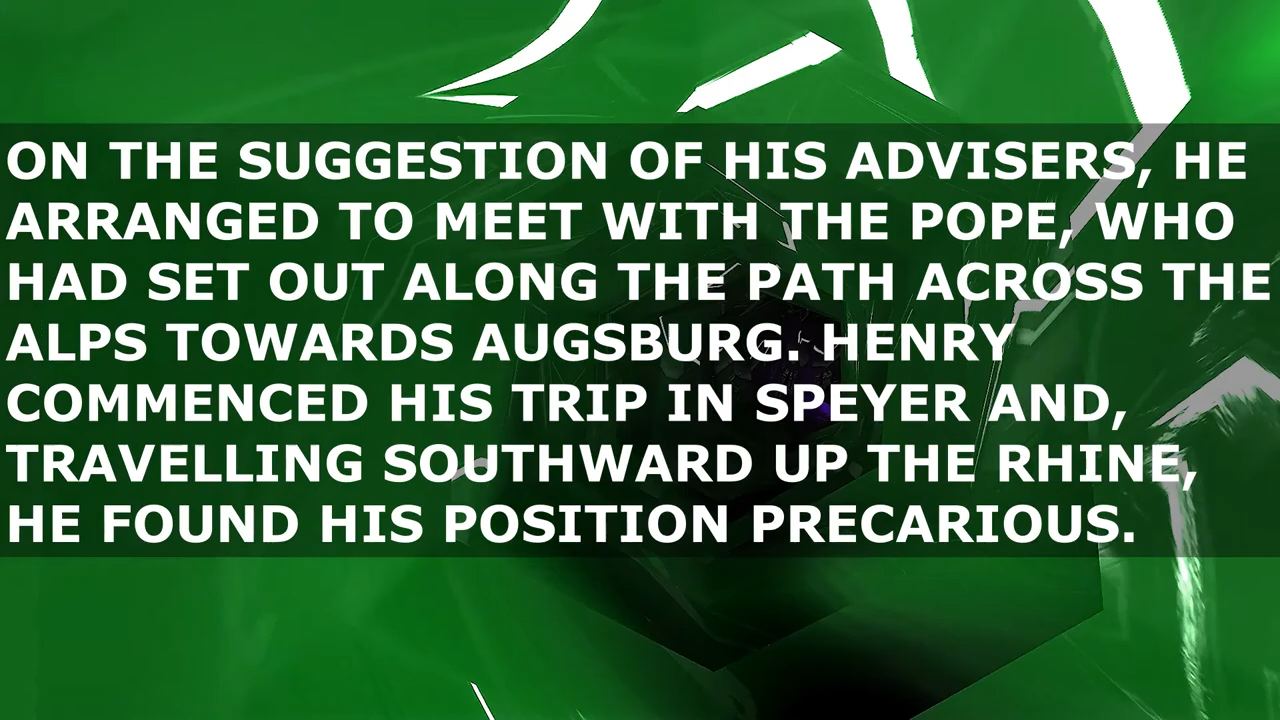 ON THE SUGGESTION OF HIS ADVISERS, HE
ARRANGED TO MEET WITH THE POPE, WHO
HAD SET OUT ALONG THE PATH ACROSS THE
ALPS TOWARDS AUGSBURG. HENRY
COMMENCED HIS TRIP IN SPEYER AND,
TRAVELLING SOUTHWARD UP THE RHINE,
HE FOUND HIS POSITION PRECARIOUS.